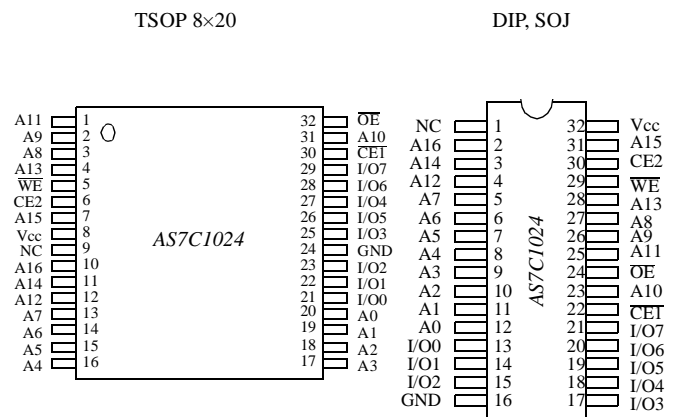 TSOP 8×20
A11 1 32 OE
A9 2 31 A10
A8 3 30 CE1
A13 4 29 I/O7
WE 5 28 I/O6
CE2 6 27 I/O4
A15 7 26 I/O5
Vcc 8 25 I/O3
NC 9 24 GND
A16 10 23 I/O2
A14 11 22 I/O1
A12 12 21 I/O0
A7 13 20 A0
A6 14 19 A1
A5 15 18 A2
A4 16 17 A3
AS7C1024
DIP, SOJ
NC 1 32 Vcc
A16 2 31 A15
A14 3 30 CE2
A12 4 29 WE
A7 5 28 A13
A6 6 27 A8
A5 7 26 A9
A4 8 25 A11
A3 9 24 OE
A2 10 23 A10
A1 11 22 CE1
A0 12 21 I/O7
I/O0 13 20 I/O6
I/O1 14 19 I/O5
I/O2 15 18 I/O4
GND 16 17 I/O3
AS7C1024